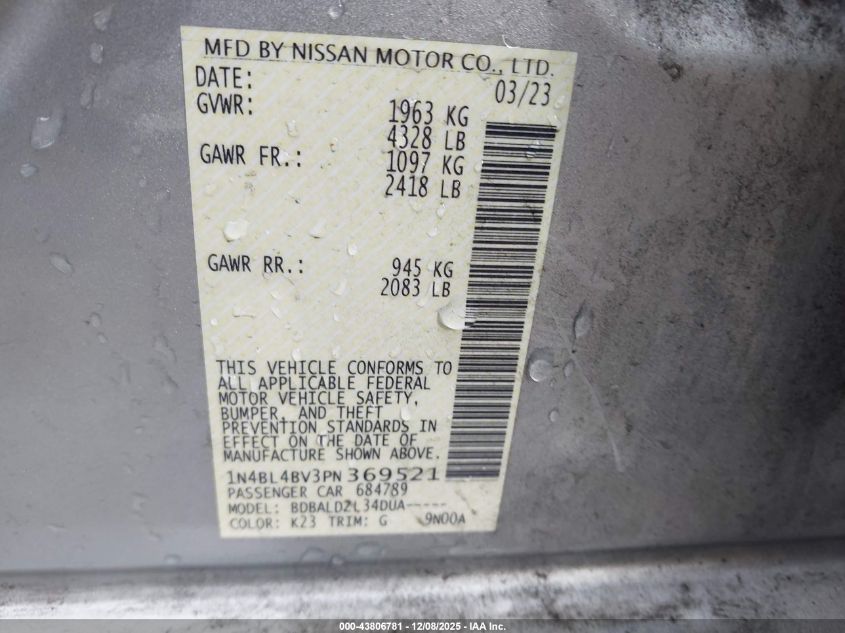 MFD BY NISSAN MOTOR CO., LTD.
DATE: 03/23
GVWR: 1963 KG
4328 LB
GAWR FR.: 1097 KG
2418 LB
GAWR RR.: 945 KG
2083 LB
THIS VEHICLE CONFORMS TO
ALL APPLICABLE FEDERAL
MOTOR VEHICLE SAFETY,
BUMPER, AND THEFT
PREVENTION STANDARDS IN
EFFECT ON THE DATE OF
MANUFACTURE SHOWN ABOVE.
1N4BL4BV3PN369521
PASSENGER CAR 684789
MODEL: BDBALDZL34DUA-----
COLOR: K23 TRIM: G 9N00A
000-43806781 - 12/08/2025 - IAA Inc.